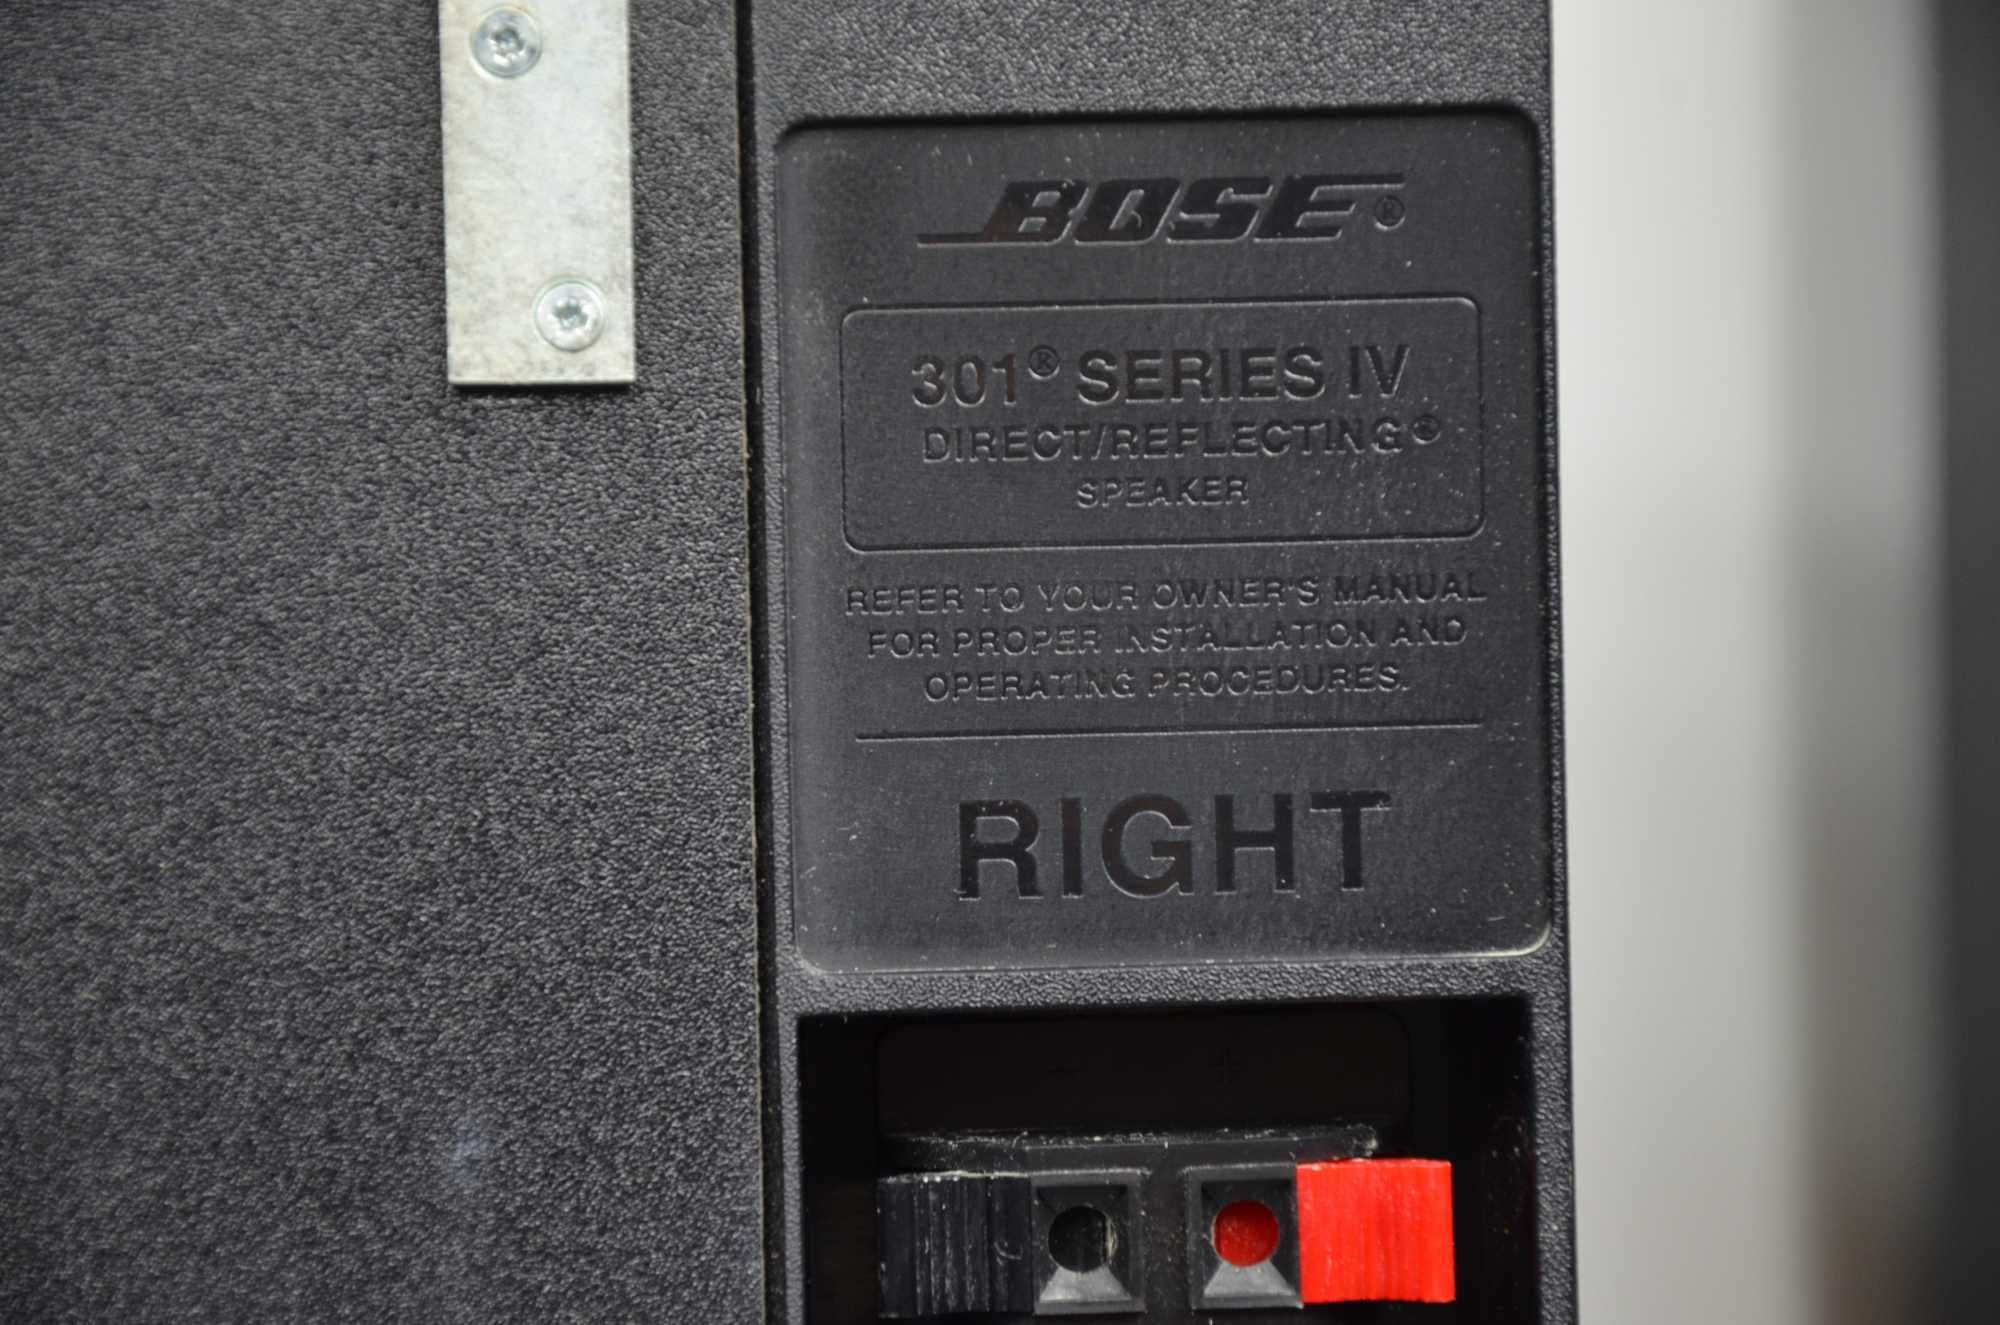 BOSE®
301® SERIES IV
DIRECT/REFLECTING®
SPEAKER
REFER TO YOUR OWNER'S MANUAL
FOR PROPER INSTALLATION AND
OPERATING PROCEDURES.
RIGHT
- +